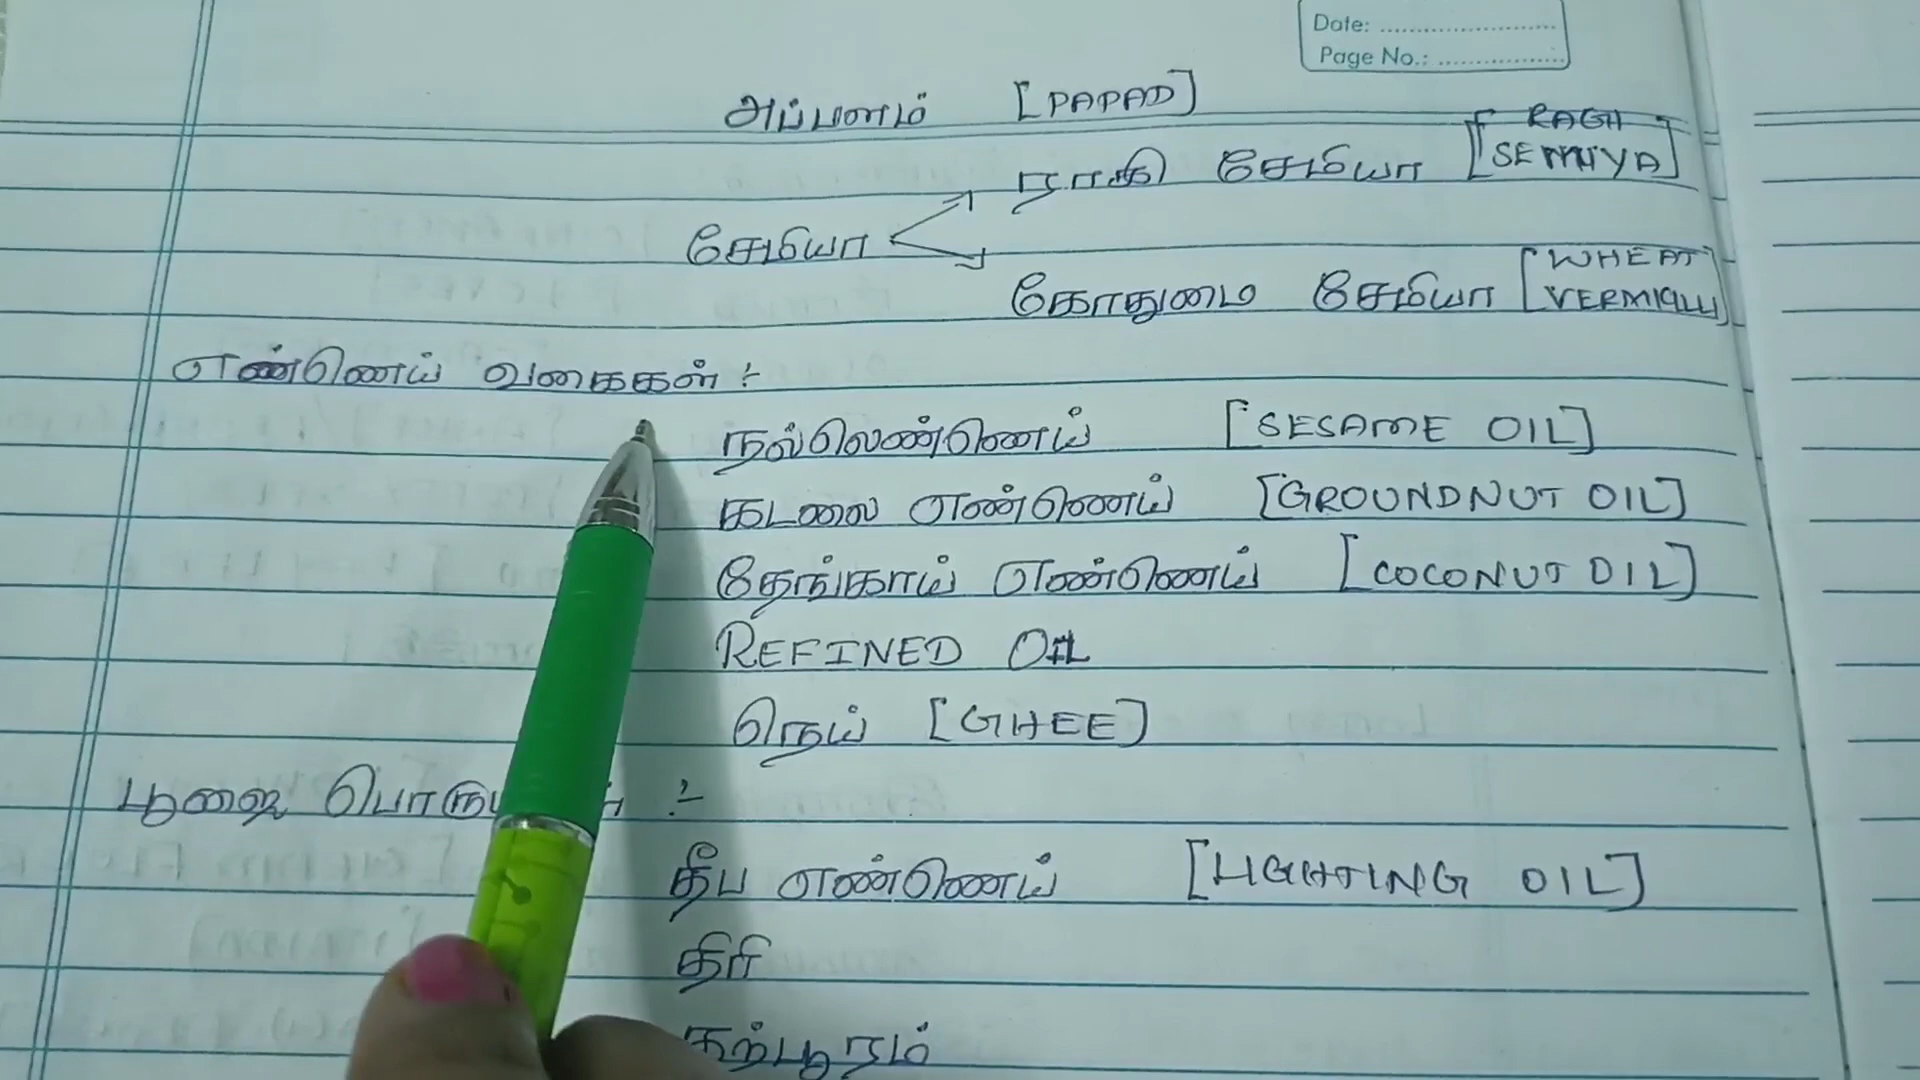 Date: ........................
Page No.: ....................
அப்பளம் [PAPAD]
ராகி சேமியா [RAGI SEMIYA]
சேமியா
கோதுமை சேமியா [WHEAT VERMICILLI]
எண்ணெய் வகைகள் :-
நல்லெண்ணெய் [SESAME OIL]
கடலை எண்ணெய் [GROUNDNUT OIL]
தேங்காய் எண்ணெய் [COCONUT OIL]
REFINED OIL
நெய் [GHEE]
பூஜை :-
தீப எண்ணெய் [LIGHTING OIL]
திரி
கற்பூரம்